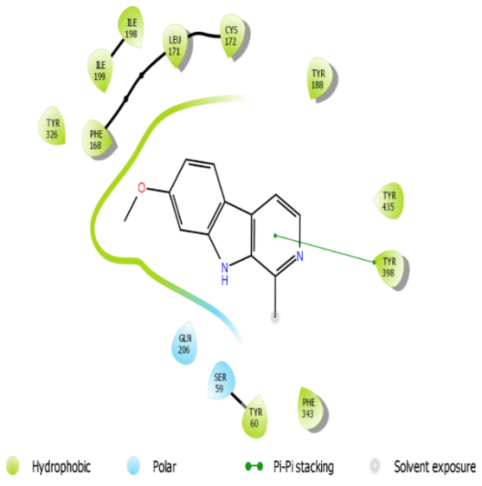 ILE
198
LEU
171
CYS
172
ILE
199
TYR
188
TYR
326
PHE
168
O
TYR
435
N
TYR
398
N
H
GLN
206
SER
59
TYR
60
PHE
343
Hydrophobic
Polar
Pi-Pi stacking
Solvent exposure